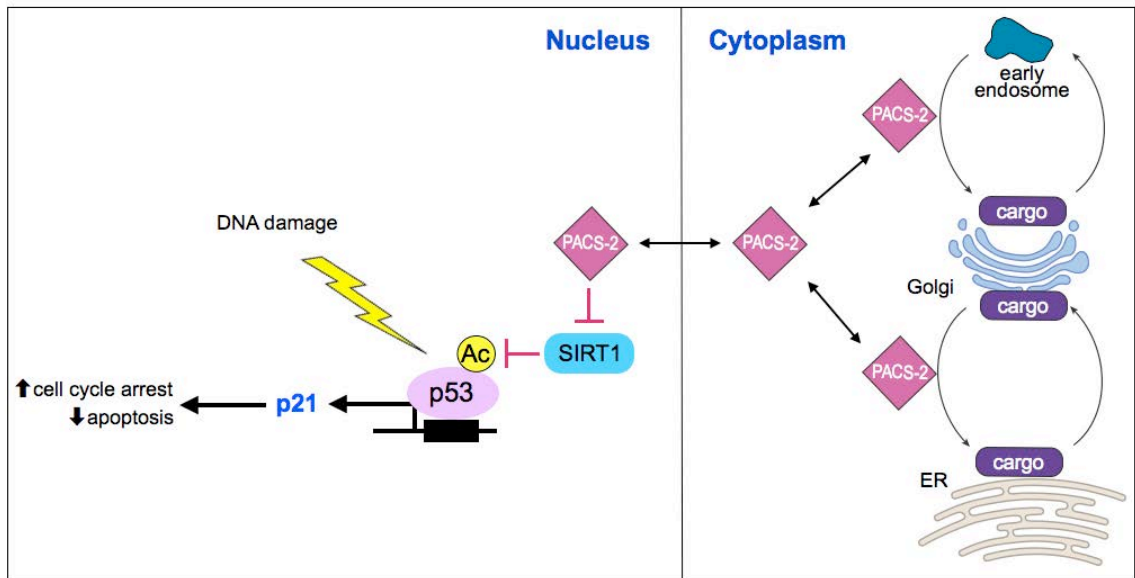 Nucleus
Cytoplasm
early
endosome
PACS-2
DNA damage
cargo
PACS-2
PACS-2
Golgi
cargo
Ac
SIRT1
PACS-2
p53
cell cycle arrest
apoptosis
p21
cargo
ER